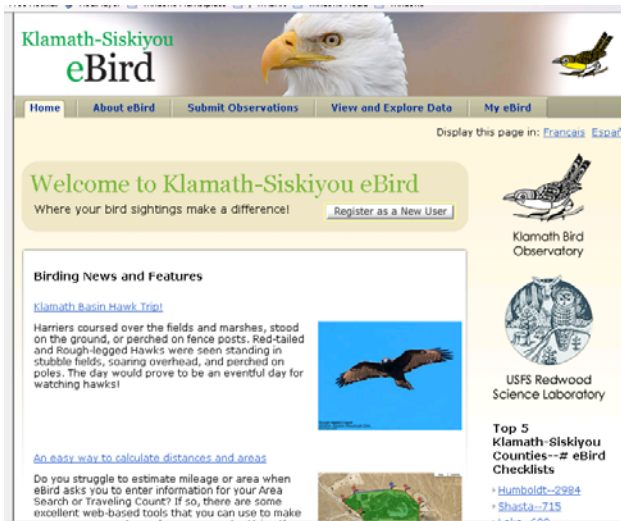 Klamath-Siskiyou
eBird
Home About eBird Submit Observations View and Explore Data My eBird
Display this page in: Français Españ
Welcome to Klamath-Siskiyou eBird
Where your bird sightings make a difference!
Register as a New User
Klamath Bird
Observatory
Birding News and Features
Klamath Basin Hawk Trip!
Harriers coursed over the fields and marshes, stood
on the ground, or perched on fence posts. Red-tailed
and Rough-legged Hawks were seen standing in
stubble fields, soaring overhead, and perched on
poles. The day would prove to be an eventful day for
watching hawks!
USFS Redwood
Science Laboratory
Top 5
Klamath-Siskiyou
Counties--# eBird
Checklists
Humboldt--2984
Shasta--715
An easy way to calculate distances and areas
Do you struggle to estimate mileage or area when
eBird asks you to enter information for your Area
Search or Traveling Count? If so, there are some
excellent web-based tools that you can use to make